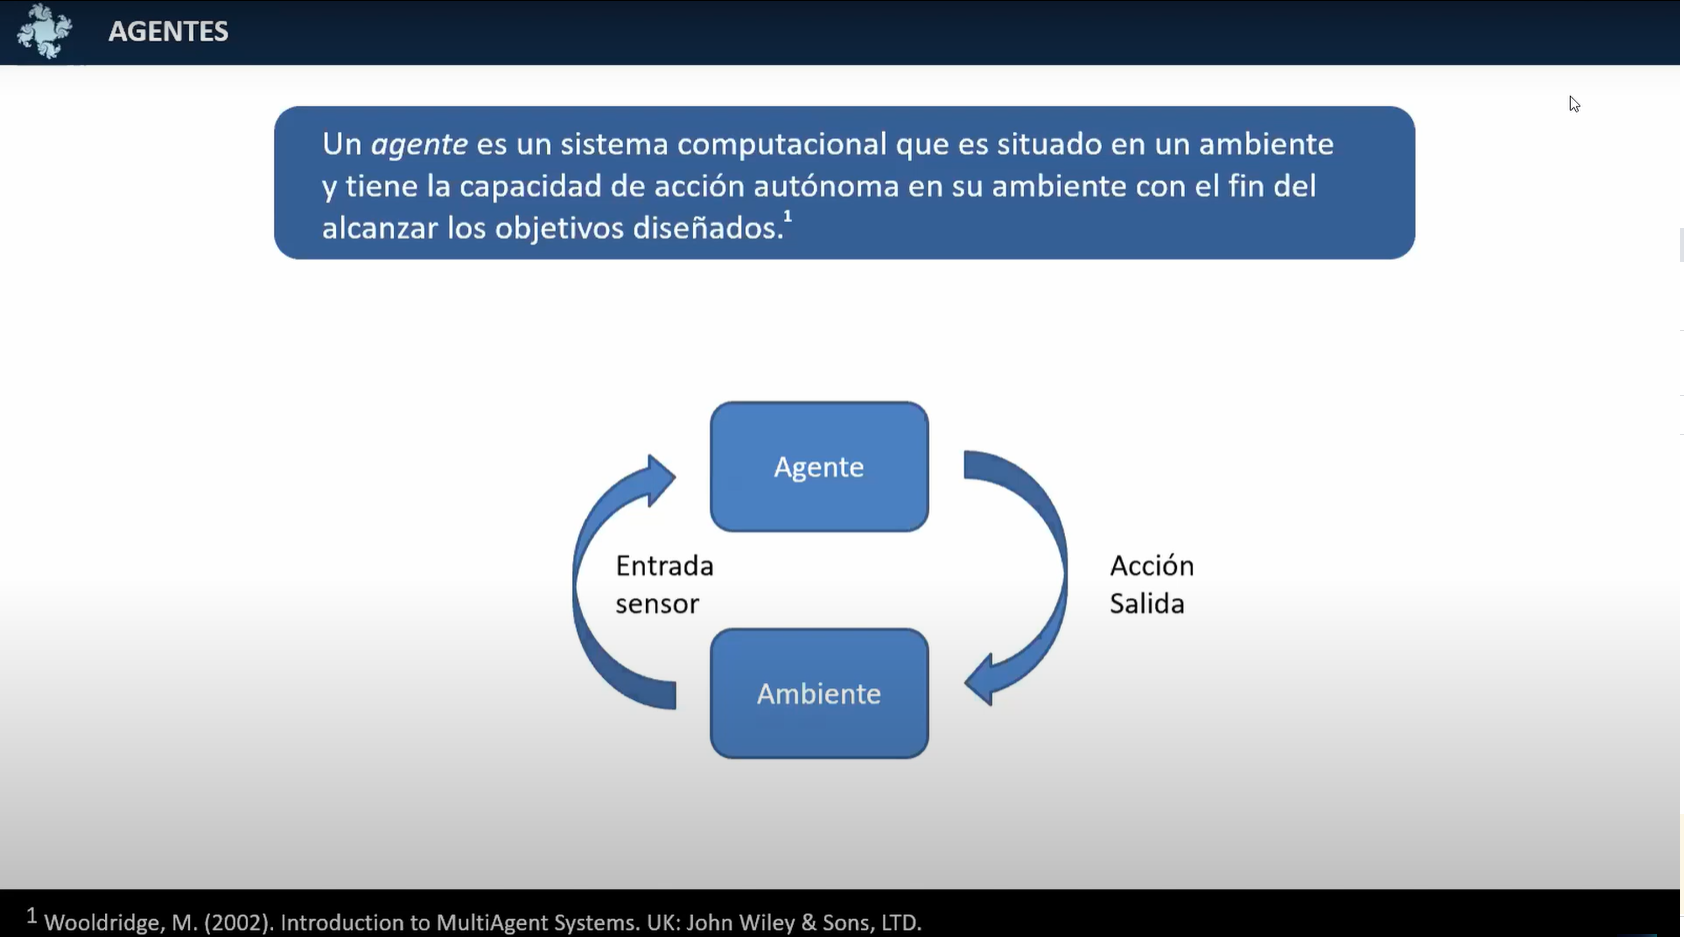 AGENTES
Un agente es un sistema computacional que es situado en un ambiente
y tiene la capacidad de acción autónoma en su ambiente con el fin del
alcanzar los objetivos diseñados.¹
Agente
Entrada
sensor
Acción
Salida
Ambiente
1 Wooldridge, M. (2002). Introduction to MultiAgent Systems. UK: John Wiley & Sons, LTD.